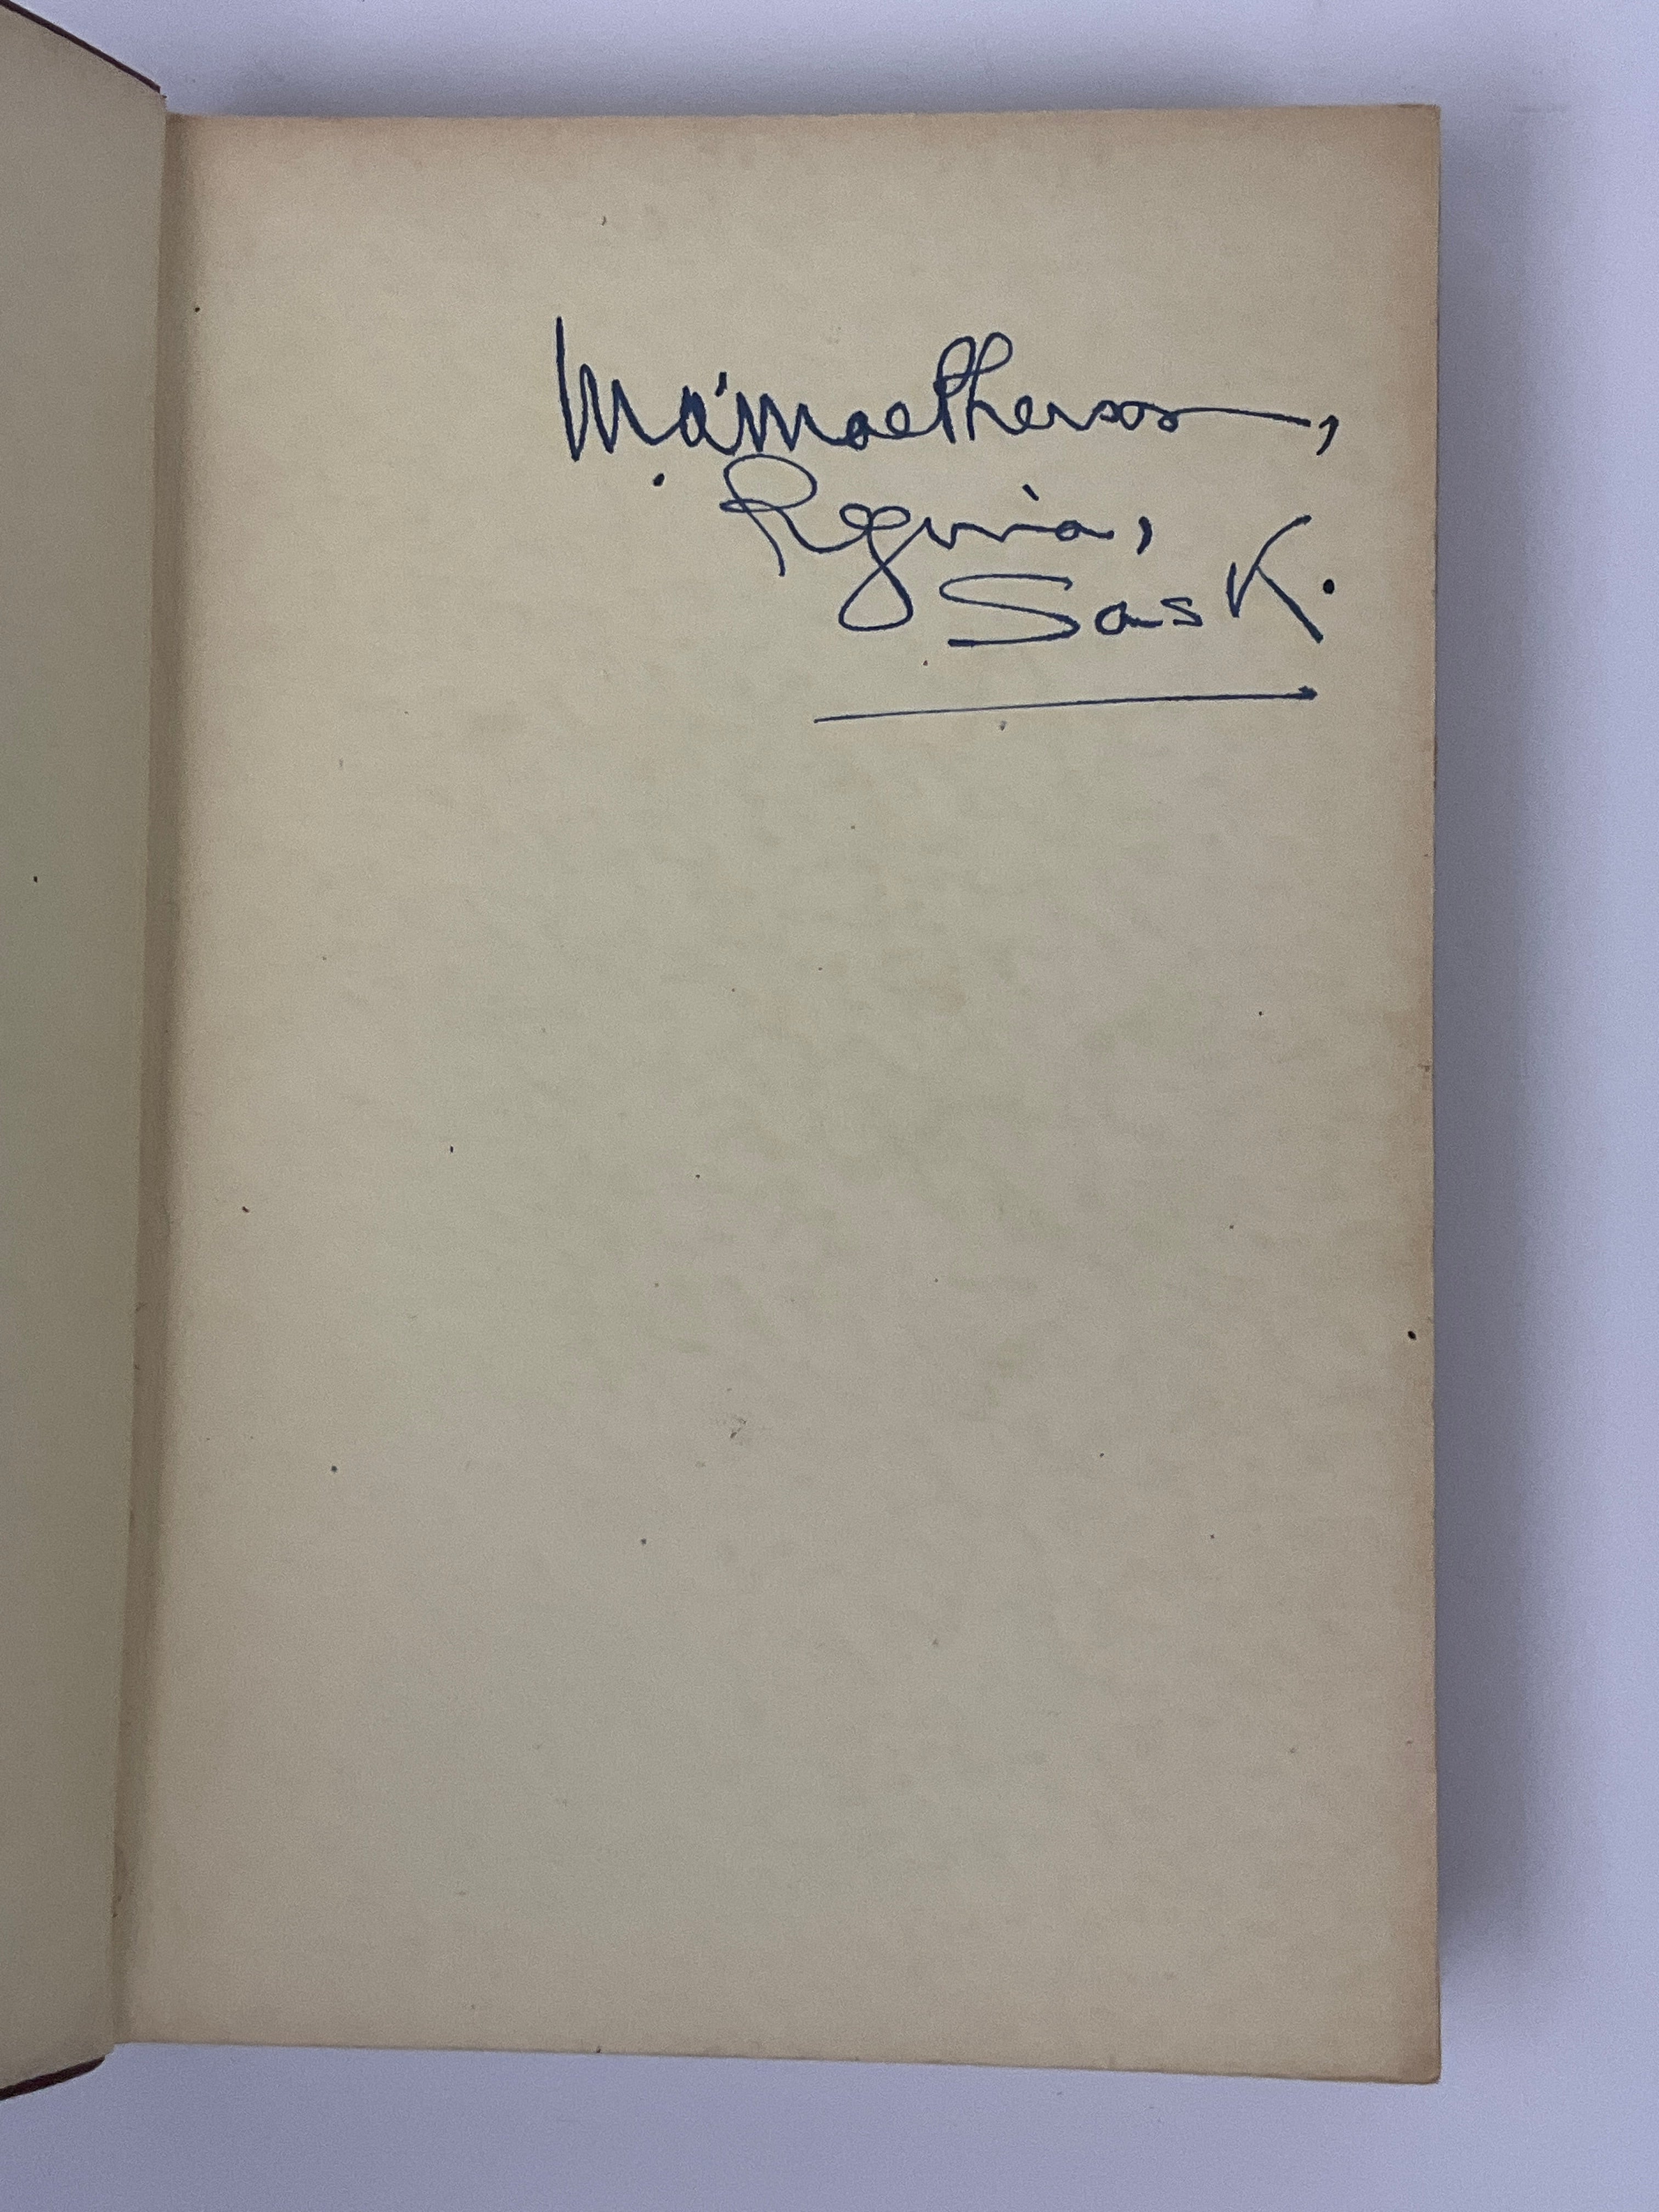 M. A. MacPherson,
Regina,
Sask.